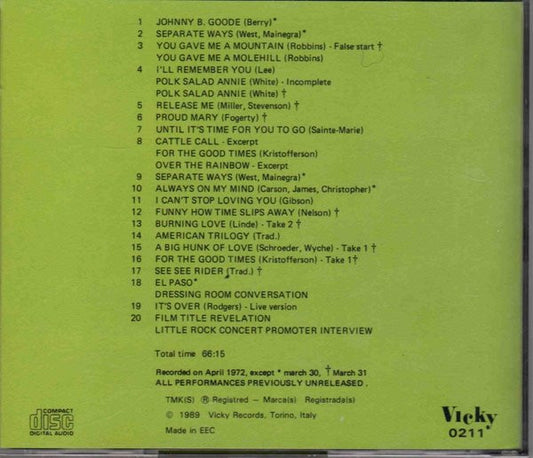 1 JOHNNY B. GOODE (Berry)*
2 SEPARATE WAYS (West, Mainegra)*
3 YOU GAVE ME A MOUNTAIN (Robbins) - False start †
YOU GAVE ME A MOLEHILL (Robbins)
4 I'LL REMEMBER YOU (Lee)
POLK SALAD ANNIE (White) - Incomplete
POLK SALAD ANNIE (White) †
5 RELEASE ME (Miller, Stevenson) †
6 PROUD MARY (Fogerty) †
7 UNTIL IT'S TIME FOR YOU TO GO (Sainte-Marie)
8 CATTLE CALL - Excerpt
FOR THE GOOD TIMES (Kristofferson)
OVER THE RAINBOW - Excerpt
9 SEPARATE WAYS (West, Mainegra)*
10 ALWAYS ON MY MIND (Carson, James, Christopher)*
11 I CAN'T STOP LOVING YOU (Gibson)
12 FUNNY HOW TIME SLIPS AWAY (Nelson) †
13 BURNING LOVE (Linde) - Take 2 †
14 AMERICAN TRILOGY (Trad.)
15 A BIG HUNK OF LOVE (Schroeder, Wyche) - Take 1 †
16 FOR THE GOOD TIMES (Kristofferson) - Take 1†
17 SEE SEE RIDER (Trad.) †
18 EL PASO*
DRESSING ROOM CONVERSATION
19 IT'S OVER (Rodgers) - Live version
20 FILM TITLE REVELATION
LITTLE ROCK CONCERT PROMOTER INTERVIEW
Total time 66:15
Recorded on April 1972, except * march 30, † March 31
ALL PERFORMANCES PREVIOUSLY UNRELEASED.
TMK(S) ® Registred - Marca(s) Registrada(s)
© 1989 Vicky Records, Torino, Italy
Made in EEC
COMPACT
disc
DIGITAL AUDIO
Vicky
0211*